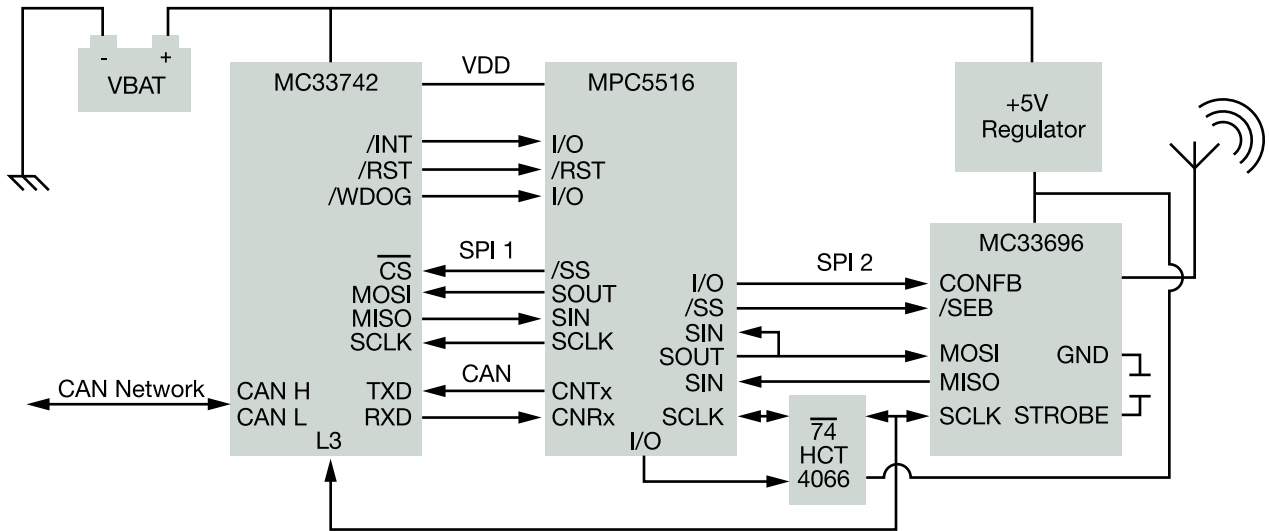 - +
VBAT
MC33742
VDD
MPC5516
+5V
Regulator
/INT
I/O
/RST
/RST
/WDOG
I/O
MC33696
SPI 1
CS
/SS
MOSI
SOUT
MISO
SIN
SCLK
SCLK
SPI 2
I/O
CONFB
/SS
/SEB
SIN
SOUT
MOSI
GND
SIN
MISO
CAN
CAN Network
CAN H
TXD
CNTx
CAN L
RXD
CNRx
SCLK
SCLK
STROBE
L3
I/O
74
HCT
4066